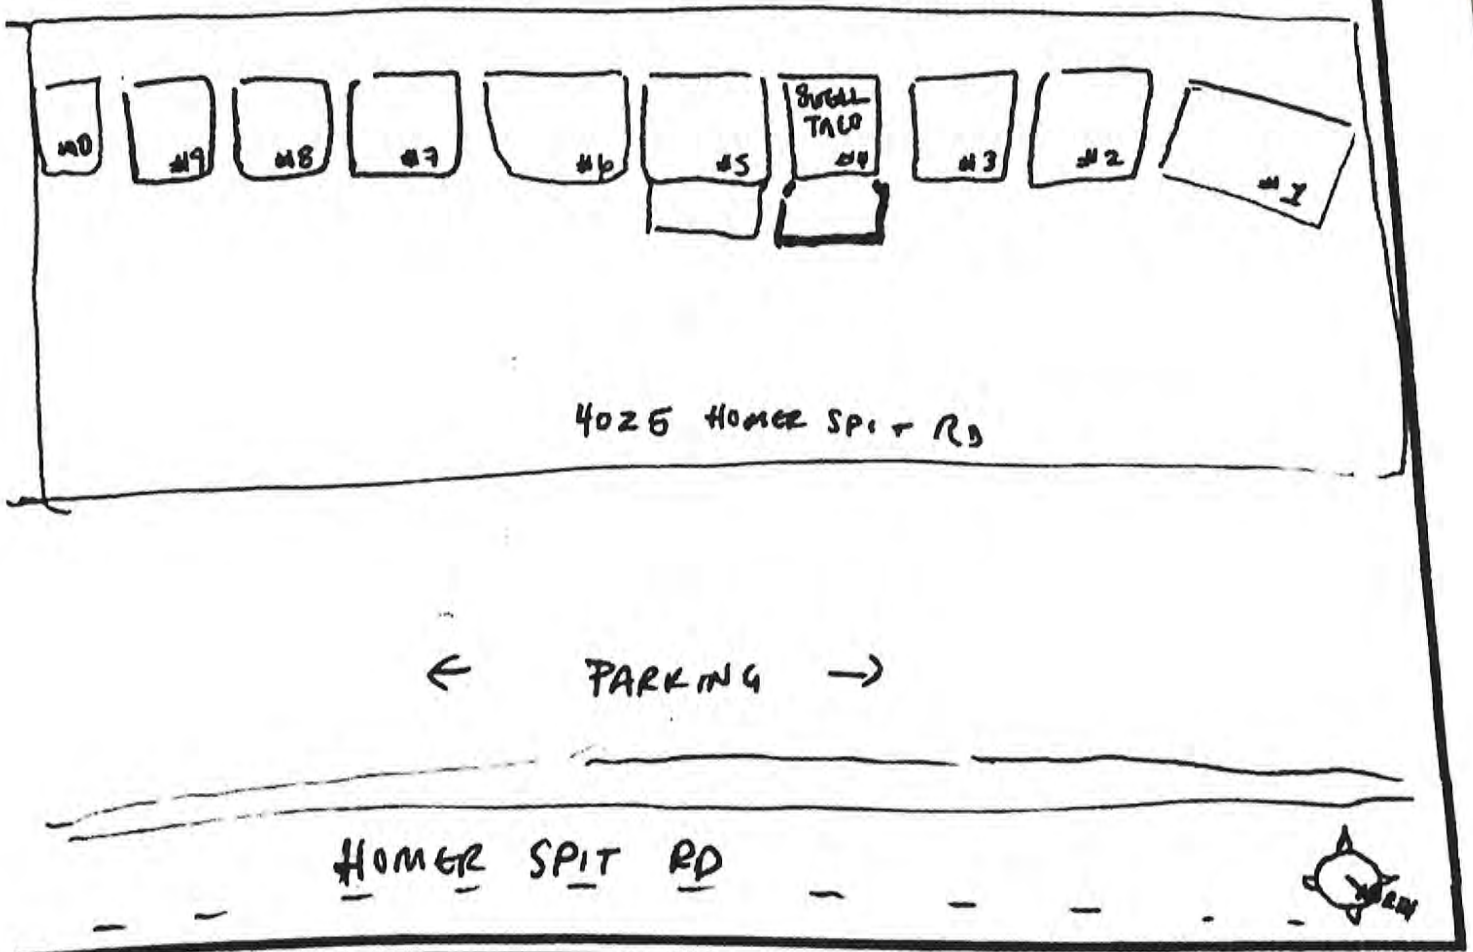 #10
#9
#8
#7
#6
#5
SWELL
TACO
#4
#3
#2
#1
4025 HOMER SPIT RD
← PARKING →
HOMER SPIT RD